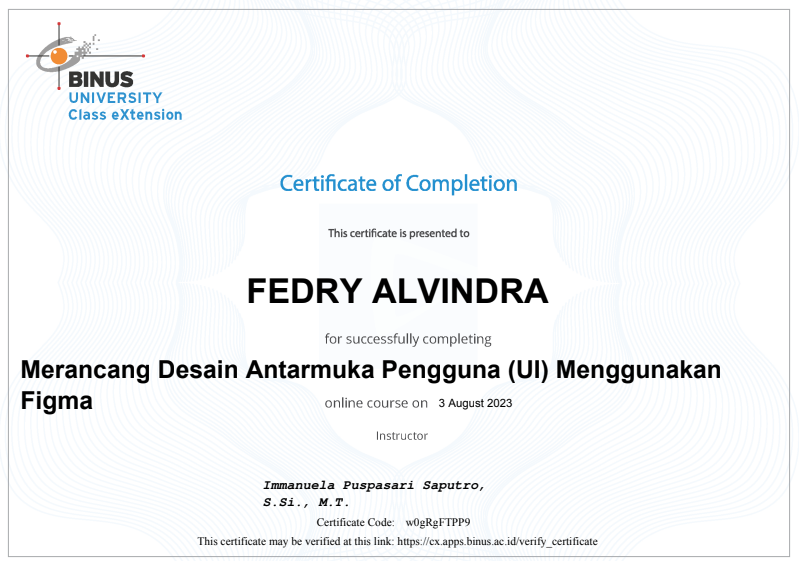 BINUS
UNIVERSITY
Class eXtension
Certificate of Completion
This certificate is presented to
FEDRY ALVINDRA
for successfully completing
Merancang Desain Antarmuka Pengguna (UI) Menggunakan
Figma
online course on 3 August 2023
Instructor
Immanuela Puspasari Saputro,
S.Si., M.T.
Certificate Code: w0gRgFTPP9
This certificate may be verified at this link: https://cx.apps.binus.ac.id/verify_certificate